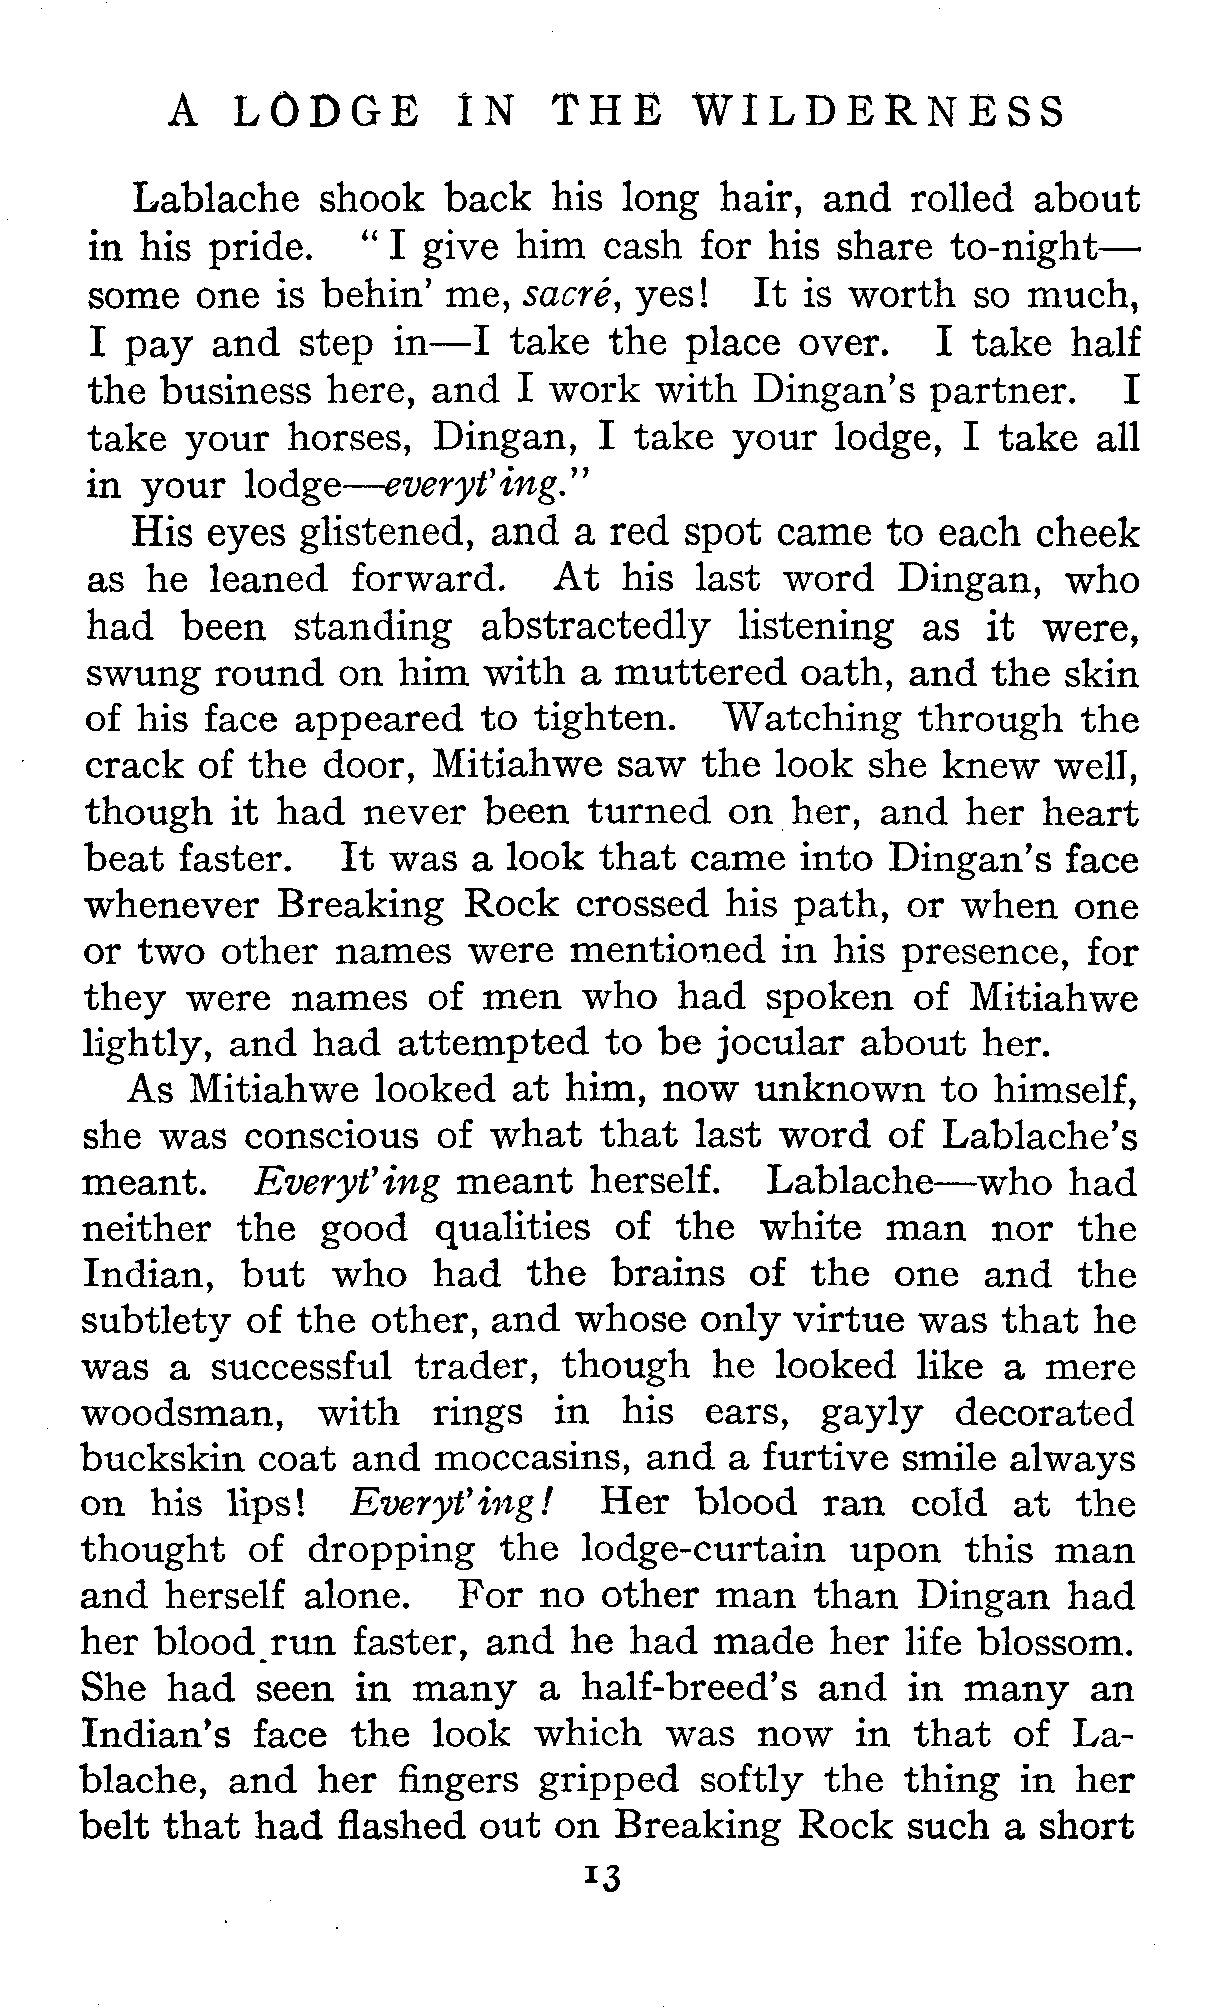 A LODGE IN THE WILDERNESS
Lablache shook back his long hair, and rolled about
in his pride. "I give him cash for his share to-night—
some one is behin' me, sacré, yes! It is worth so much,
I pay and step in—I take the place over. I take half
the business here, and I work with Dingan's partner. I
take your horses, Dingan, I take your lodge, I take all
in your lodge—everyt'ing."
His eyes glistened, and a red spot came to each cheek
as he leaned forward. At his last word Dingan, who
had been standing abstractedly listening as it were,
swung round on him with a muttered oath, and the skin
of his face appeared to tighten. Watching through the
crack of the door, Mitiahwe saw the look she knew well,
though it had never been turned on her, and her heart
beat faster. It was a look that came into Dingan's face
whenever Breaking Rock crossed his path, or when one
or two other names were mentioned in his presence, for
they were names of men who had spoken of Mitiahwe
lightly, and had attempted to be jocular about her.
As Mitiahwe looked at him, now unknown to himself,
she was conscious of what that last word of Lablache's
meant. Everyt'ing meant herself. Lablache—who had
neither the good qualities of the white man nor the
Indian, but who had the brains of the one and the
subtlety of the other, and whose only virtue was that he
was a successful trader, though he looked like a mere
woodsman, with rings in his ears, gayly decorated
buckskin coat and moccasins, and a furtive smile always
on his lips! Everyt'ing! Her blood ran cold at the
thought of dropping the lodge-curtain upon this man
and herself alone. For no other man than Dingan had
her blood run faster, and he had made her life blossom.
She had seen in many a half-breed's and in many an
Indian's face the look which was now in that of La-
blache, and her fingers gripped softly the thing in her
belt that had flashed out on Breaking Rock such a short
13